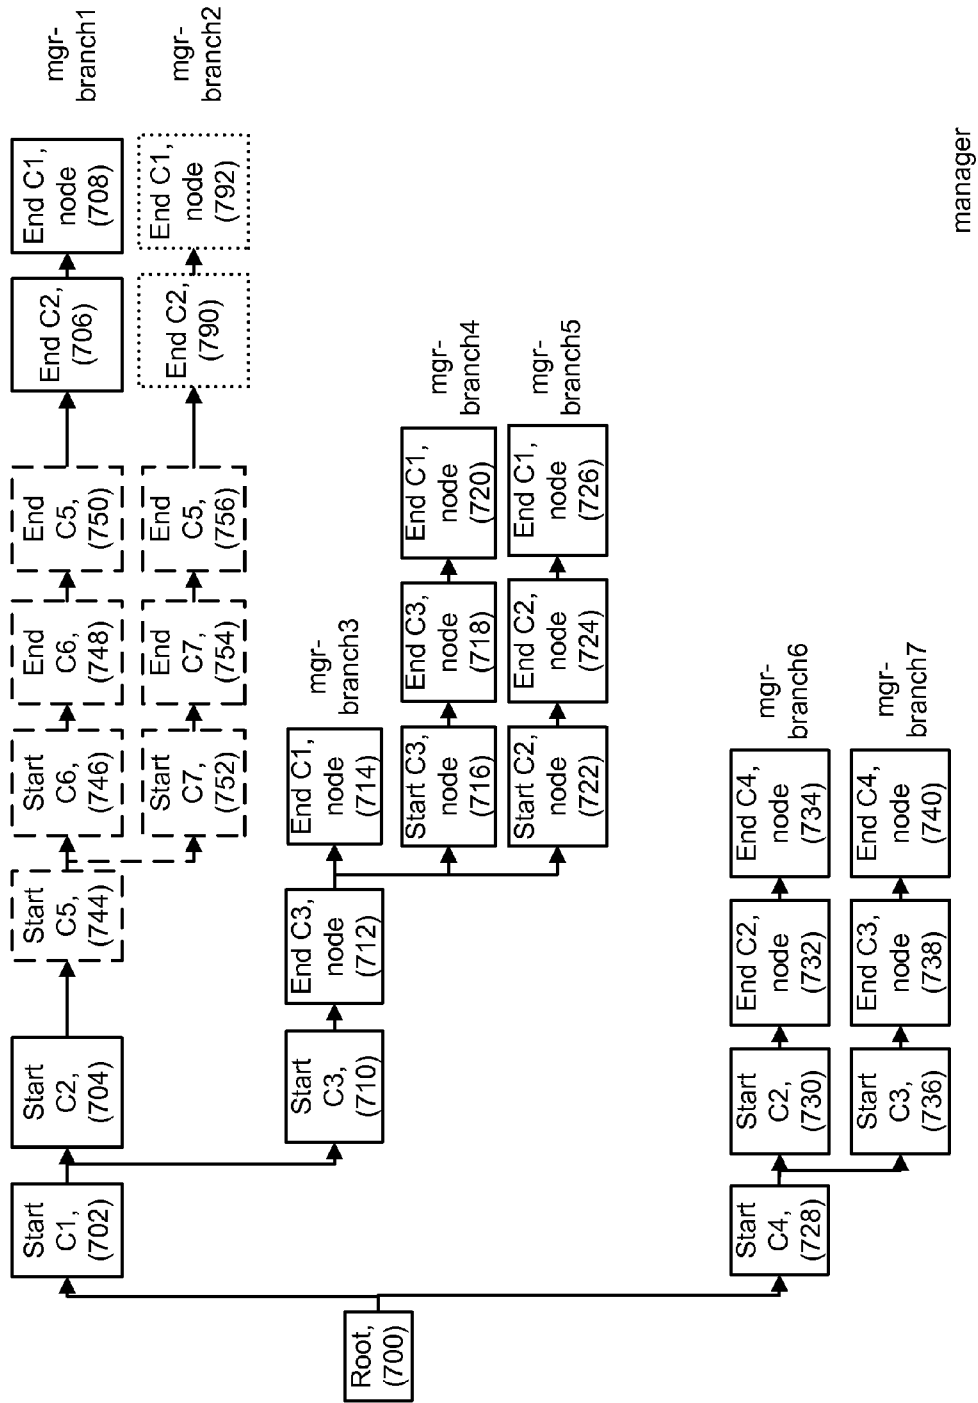 Root,
(700)
Start
C1,
(702)
Start
C2,
(704)
Start
C5,
(744)
Start
C6,
(746)
End
C6,
(748)
End
C5,
(750)
End C2,
(706)
End C1,
node
(708)
mgr-
branch1
Start
C7,
(752)
End
C7,
(754)
End
C5,
(756)
End C2,
(790)
End C1,
node
(792)
mgr-
branch2
Start
C3,
(710)
End C3,
node
(712)
End C1,
node
(714)
mgr-
branch3
Start C3,
node
(716)
End C3,
node
(718)
End C1,
node
(720)
mgr-
branch4
Start C2,
node
(722)
End C2,
node
(724)
End C1,
node
(726)
mgr-
branch5
Start
C4,
(728)
Start
C2,
(730)
End C2,
node
(732)
End C4,
node
(734)
mgr-
branch6
Start
C3,
(736)
End C3,
node
(738)
End C4,
node
(740)
mgr-
branch7
manager